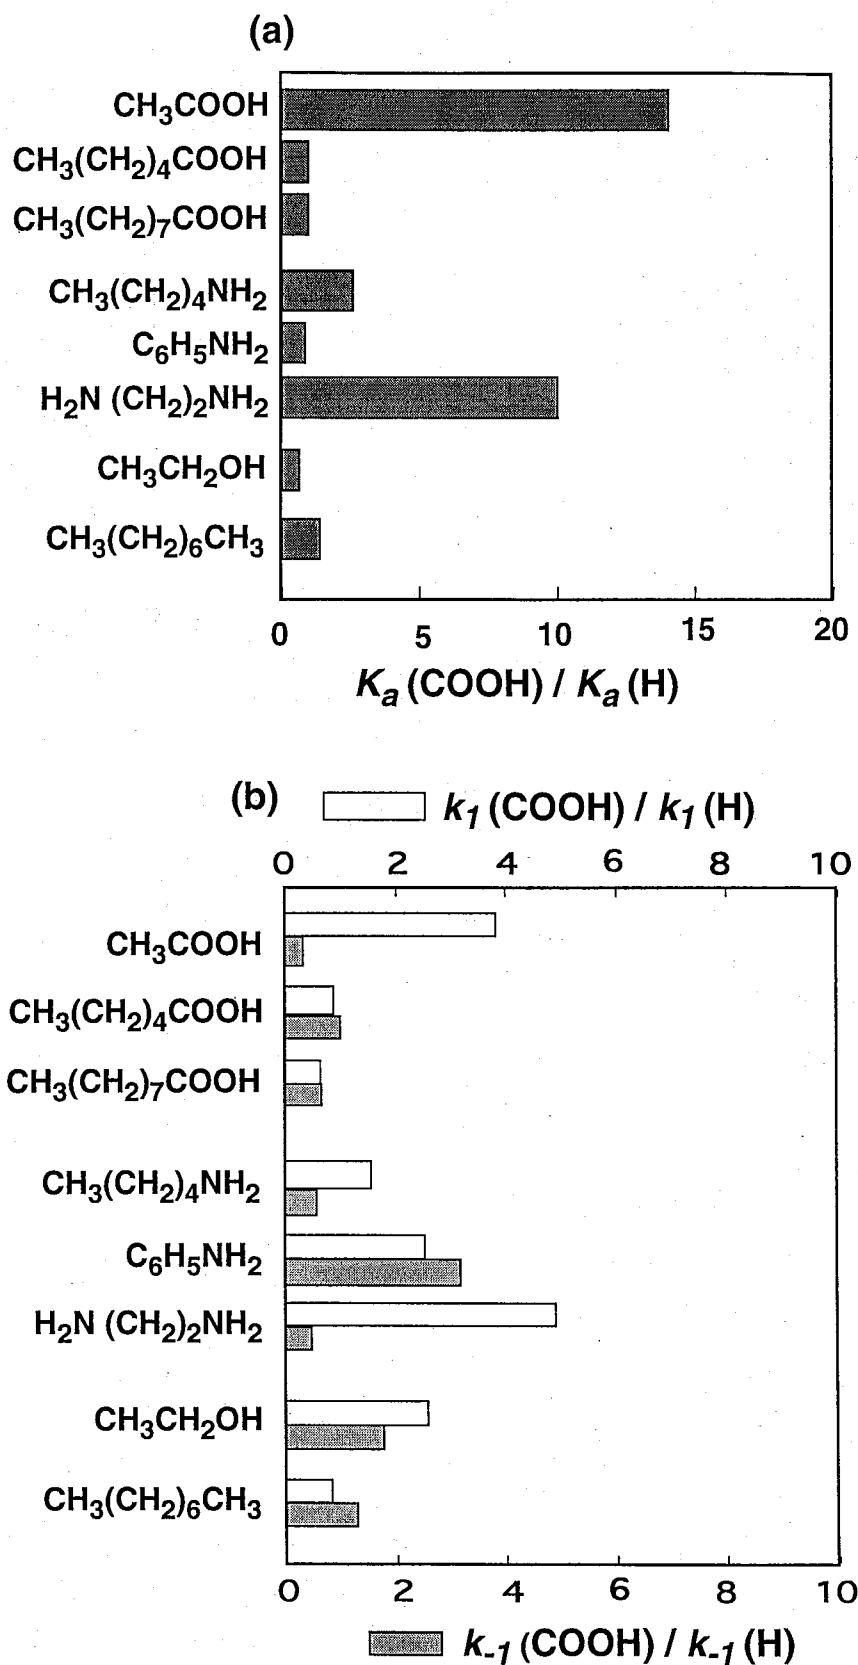 (a)
CH3COOH
CH3(CH2)4COOH
CH3(CH2)7COOH
CH3(CH2)4NH2
C6H5NH2
H2N (CH2)2NH2
CH3CH2OH
CH3(CH2)6CH3
0 5 10 15 20
Ka (COOH) / Ka (H)
(b) k1 (COOH) / k1 (H)
0 2 4 6 8 10
CH3COOH
CH3(CH2)4COOH
CH3(CH2)7COOH
CH3(CH2)4NH2
C6H5NH2
H2N (CH2)2NH2
CH3CH2OH
CH3(CH2)6CH3
0 2 4 6 8 10
k-1 (COOH) / k-1 (H)